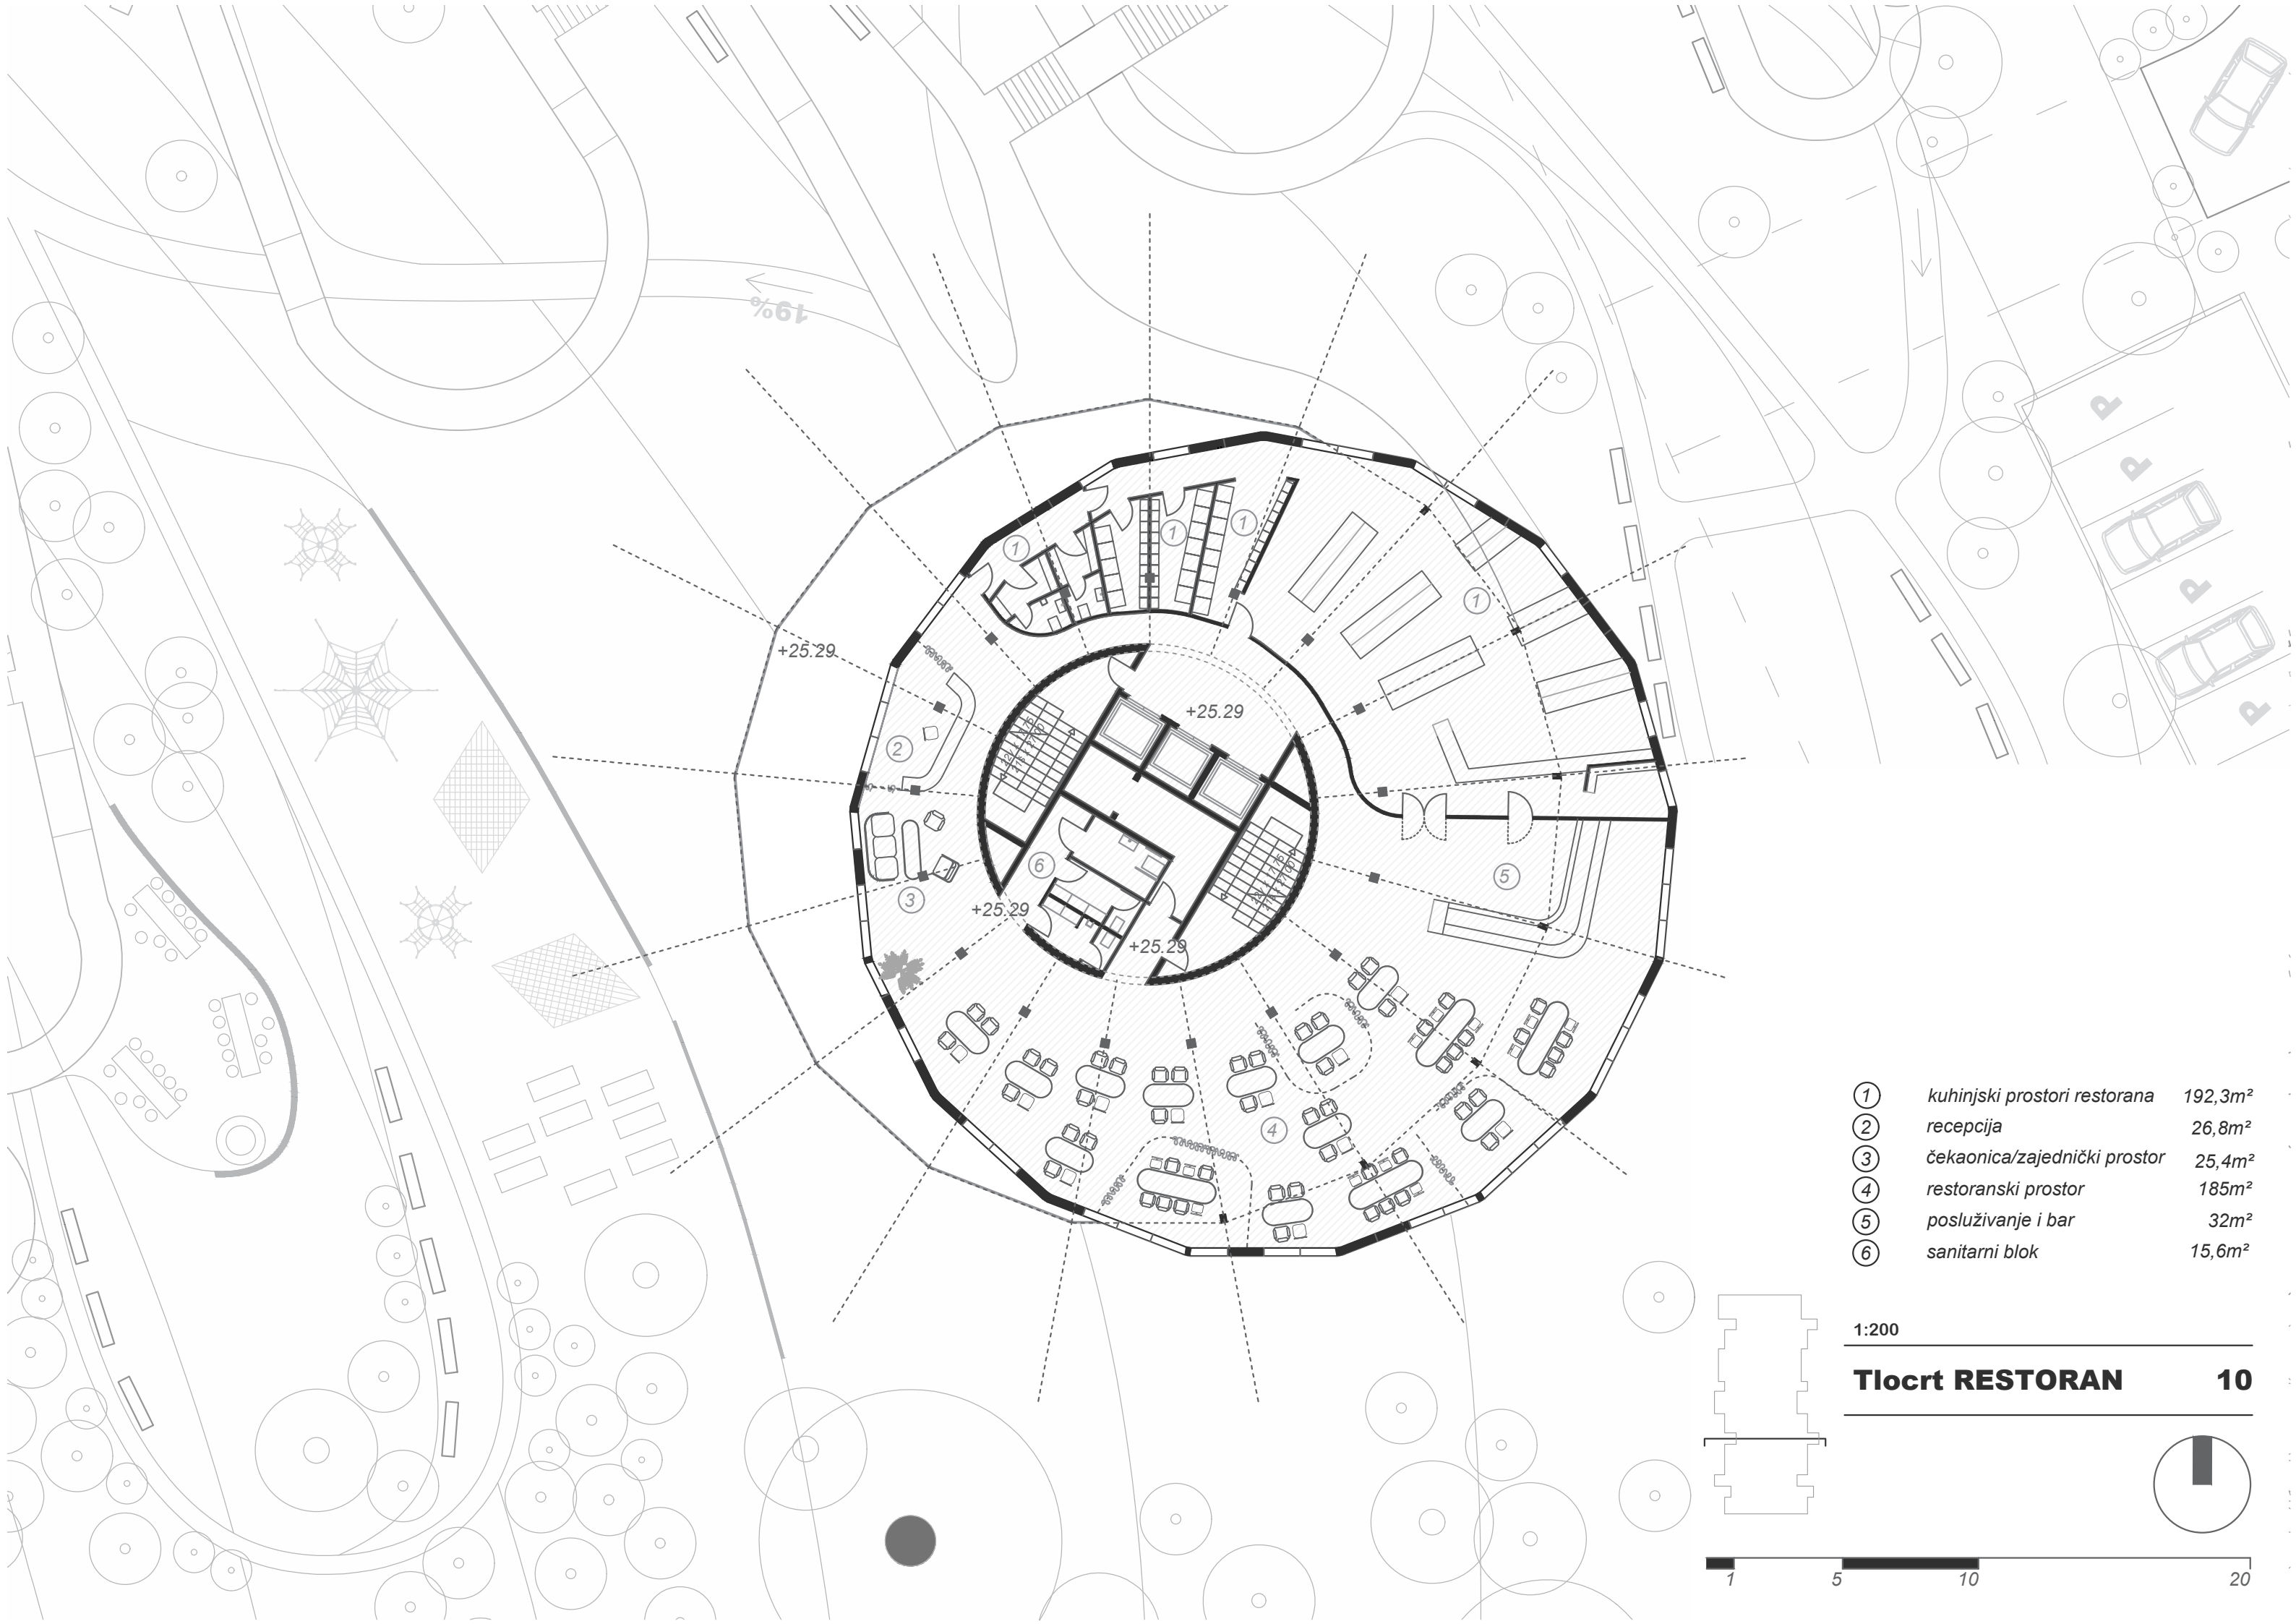 19%
P
P
P
P
1
1
1
1
+25.29
+25.29
2
3
6
5
+25.29
+25.29
4
1 kuhinjski prostori restorana 192,3m²
2 recepcija 26,8m²
3 čekaonica/zajednički prostor 25,4m²
4 restoranski prostor 185m²
5 posluživanje i bar 32m²
6 sanitarni blok 15,6m²
1:200
Tlocrt RESTORAN 10
1 5 10 20